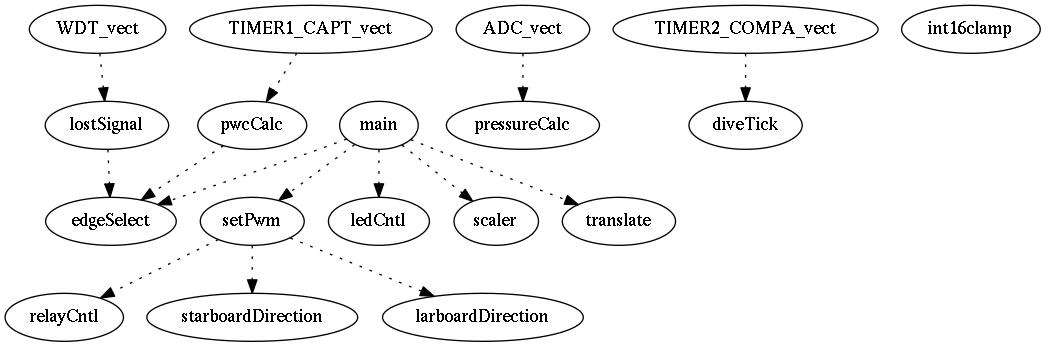 WDT_vect
TIMER1_CAPT_vect
ADC_vect
TIMER2_COMPA_vect
int16clamp
lostSignal
pwcCalc
main
pressureCalc
diveTick
edgeSelect
setPwm
ledCntl
scaler
translate
relayCntl
starboardDirection
larboardDirection